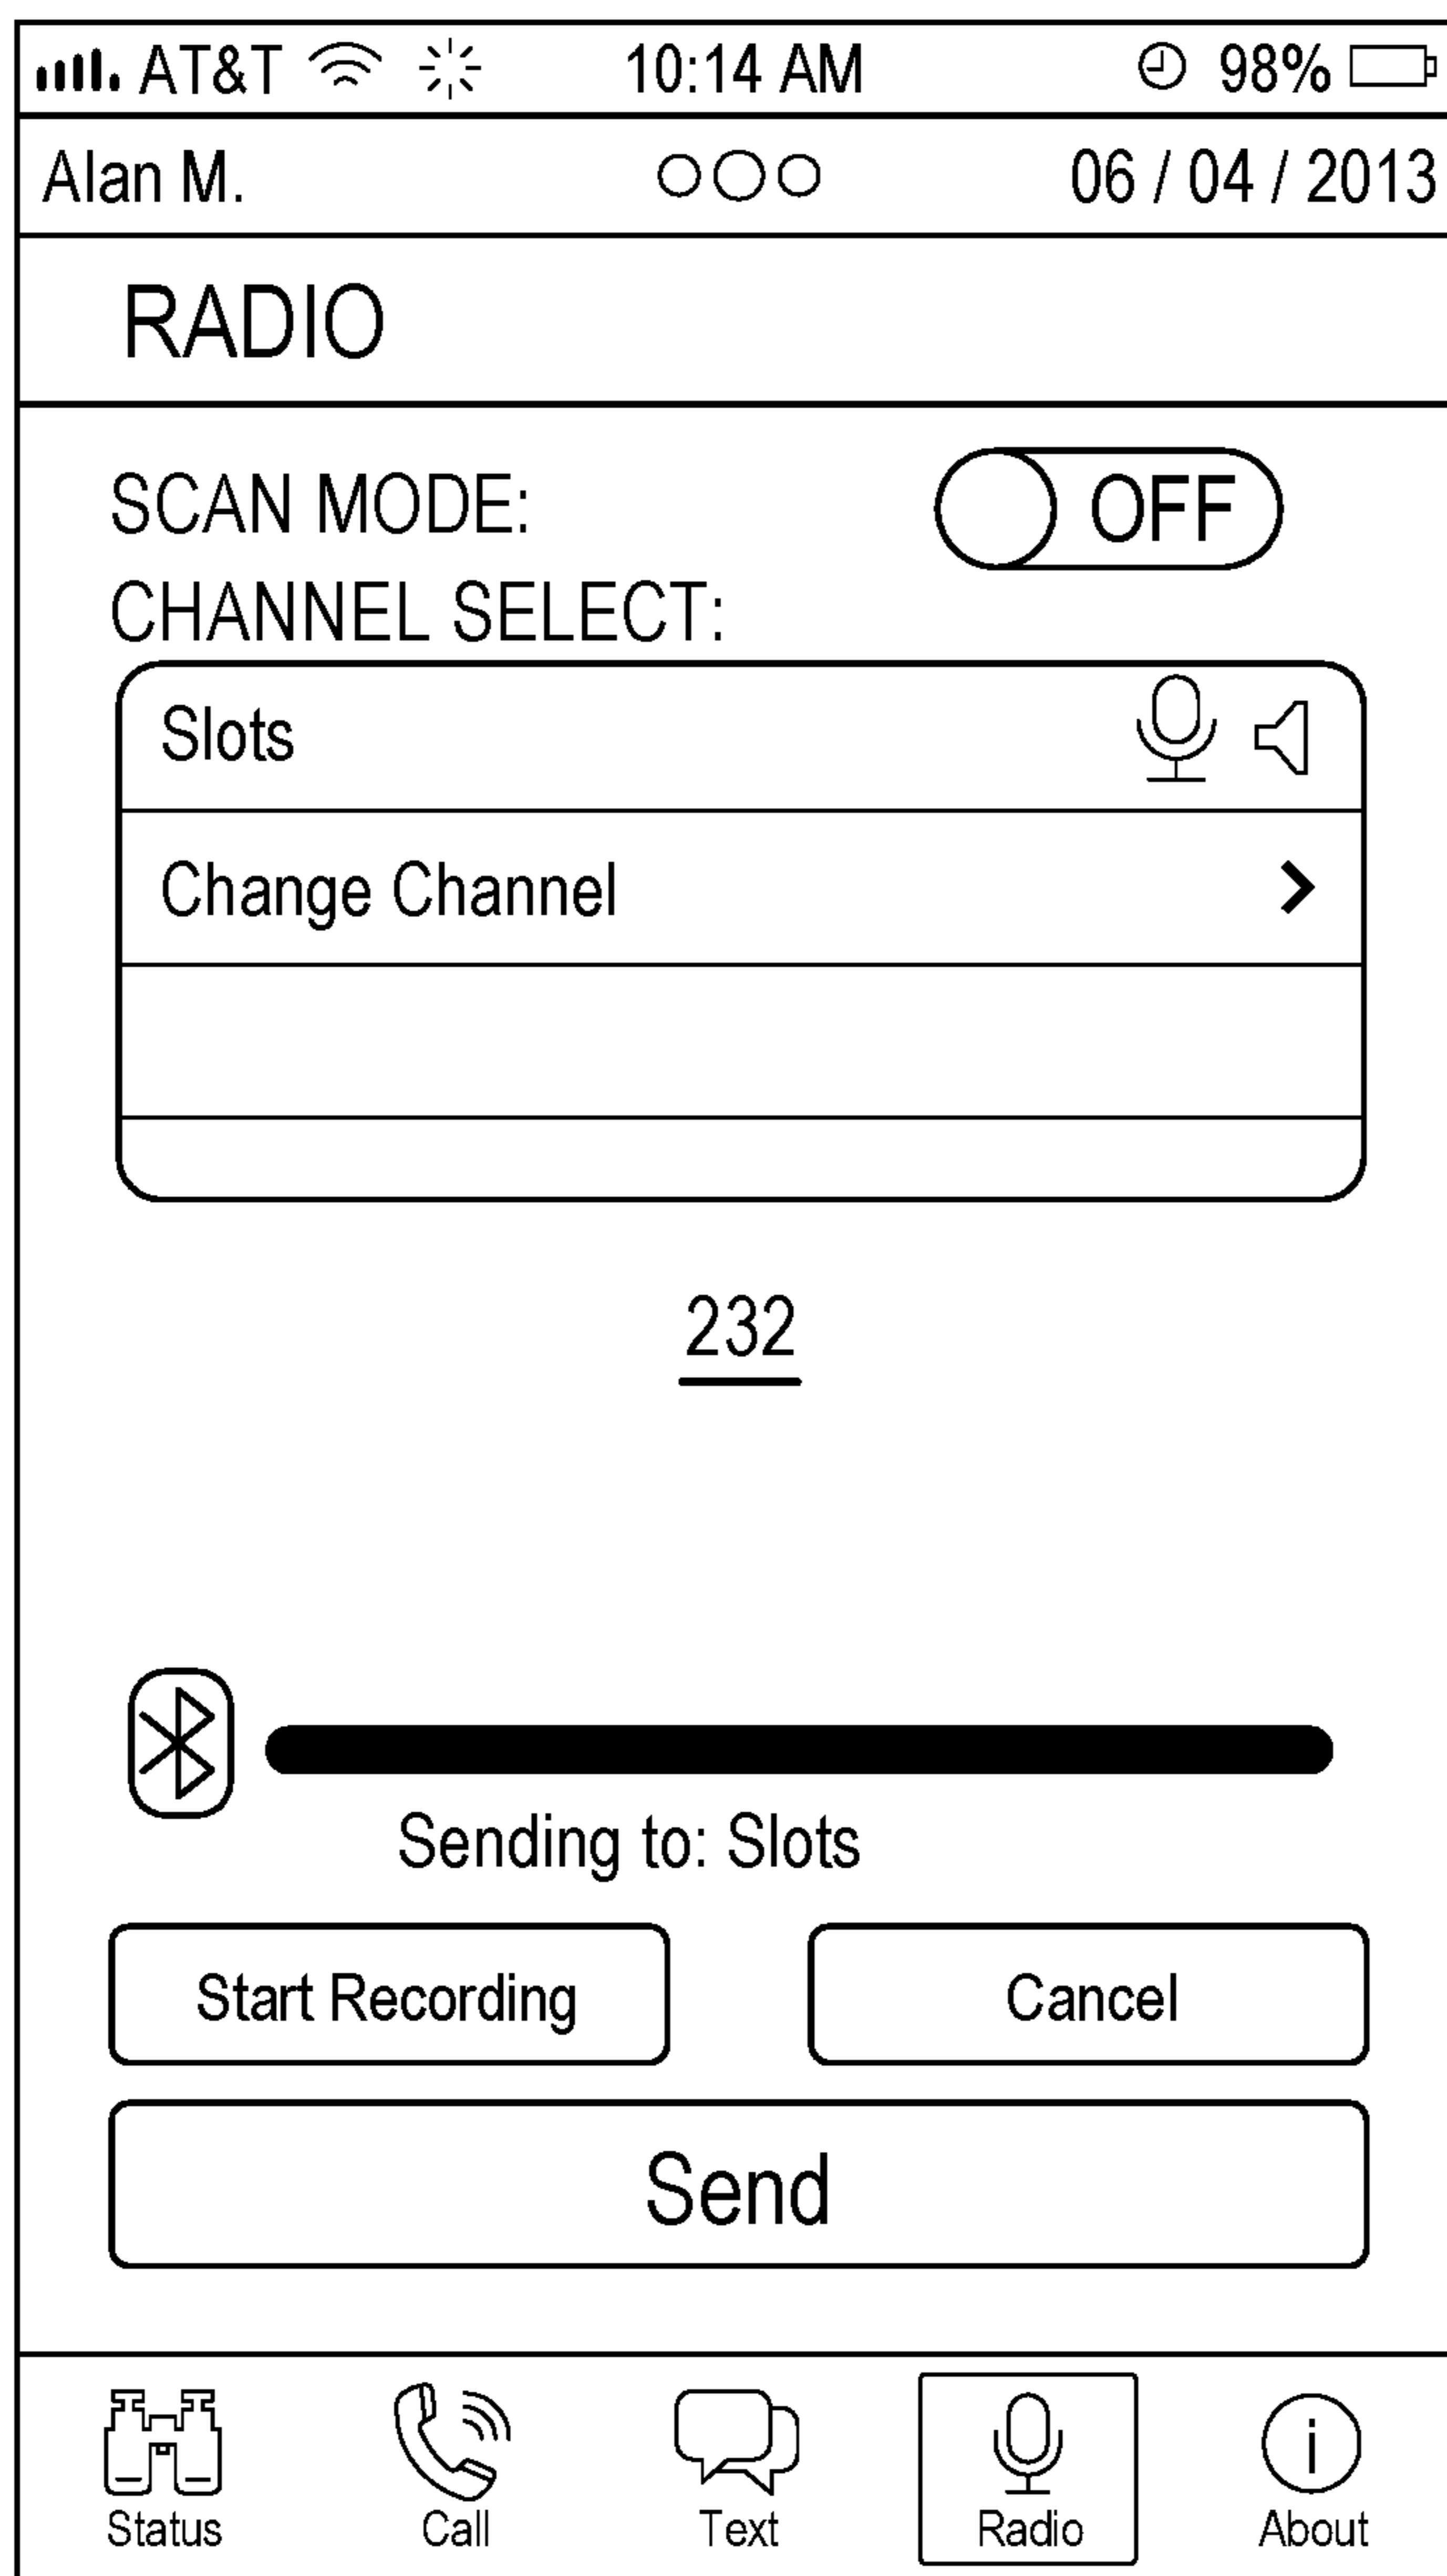 AT&T 10:14 AM 98%
Alan M. 06 / 04 / 2013
RADIO
SCAN MODE: OFF
CHANNEL SELECT:
Slots
Change Channel
232
Sending to: Slots
Start Recording Cancel
Send
Status Call Text Radio About